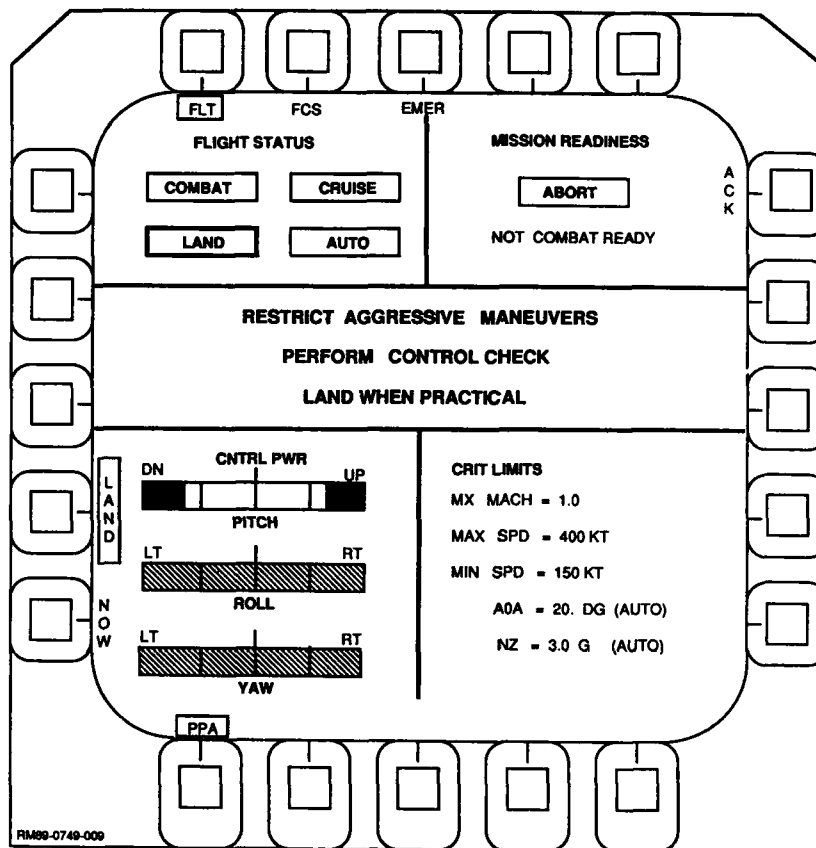 FLT FCS EMER
FLIGHT STATUS
COMBAT CRUISE
LAND AUTO
MISSION READINESS
ABORT
NOT COMBAT READY
ACK
RESTRICT AGGRESSIVE MANEUVERS
PERFORM CONTROL CHECK
LAND WHEN PRACTICAL
LAND
NOW
CNTRL PWR
DN UP
PITCH
LT RT
ROLL
LT RT
YAW
CRIT LIMITS
MX MACH = 1.0
MAX SPD = 400 KT
MIN SPD = 150 KT
A0A = 20. DG (AUTO)
NZ = 3.0 G (AUTO)
PPA
RM89-0749-009